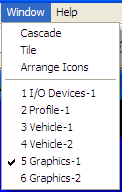 Window Help
Cascade
Tile
Arrange Icons
1 I/O Devices-1
2 Profile-1
3 Vehicle-1
4 Vehicle-2
5 Graphics-1
6 Graphics-2